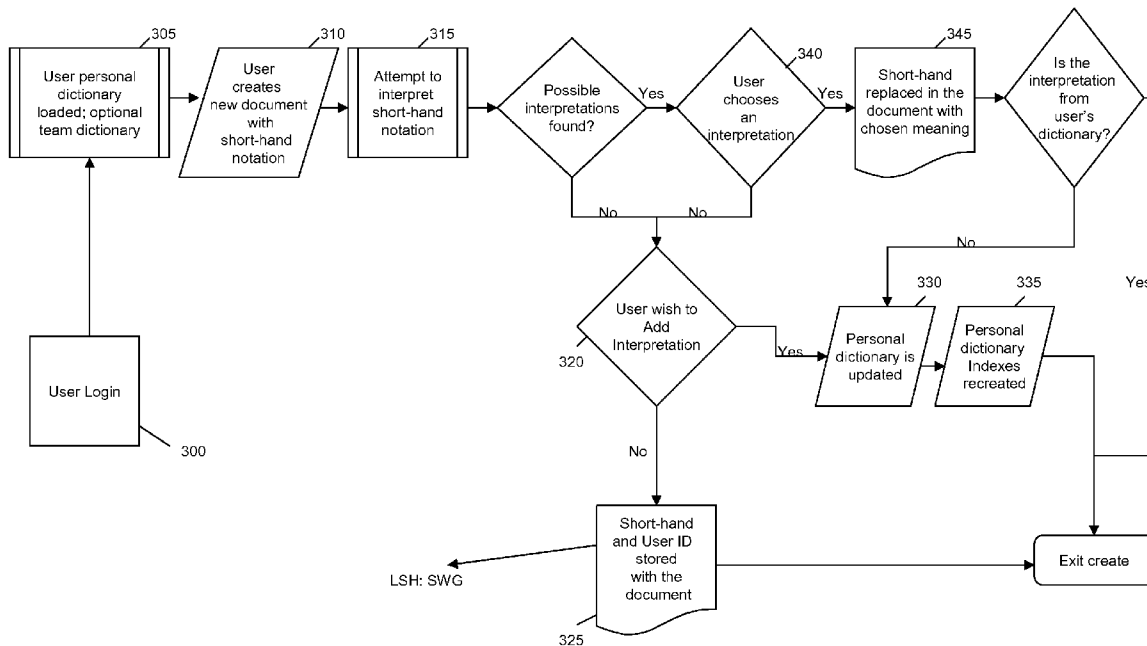 305
User personal
dictionary
loaded; optional
team dictionary
310
User
creates
new document
with
short-hand
notation
315
Attempt to
interpret
short-hand
notation
Possible
interpretations
found?
Yes
340
User
chooses
an
interpretation
Yes
345
Short-hand
replaced in the
document with
chosen meaning
Is the
interpretation
from
user's
dictionary?
No
No
No
User wish to
Add
Interpretation
320
Yes
330
Personal
dictionary is
updated
335
Personal
dictionary
Indexes
recreated
Yes
User Login
300
No
Short-hand
and User ID
stored
with the
document
325
LSH: SWG
Exit create